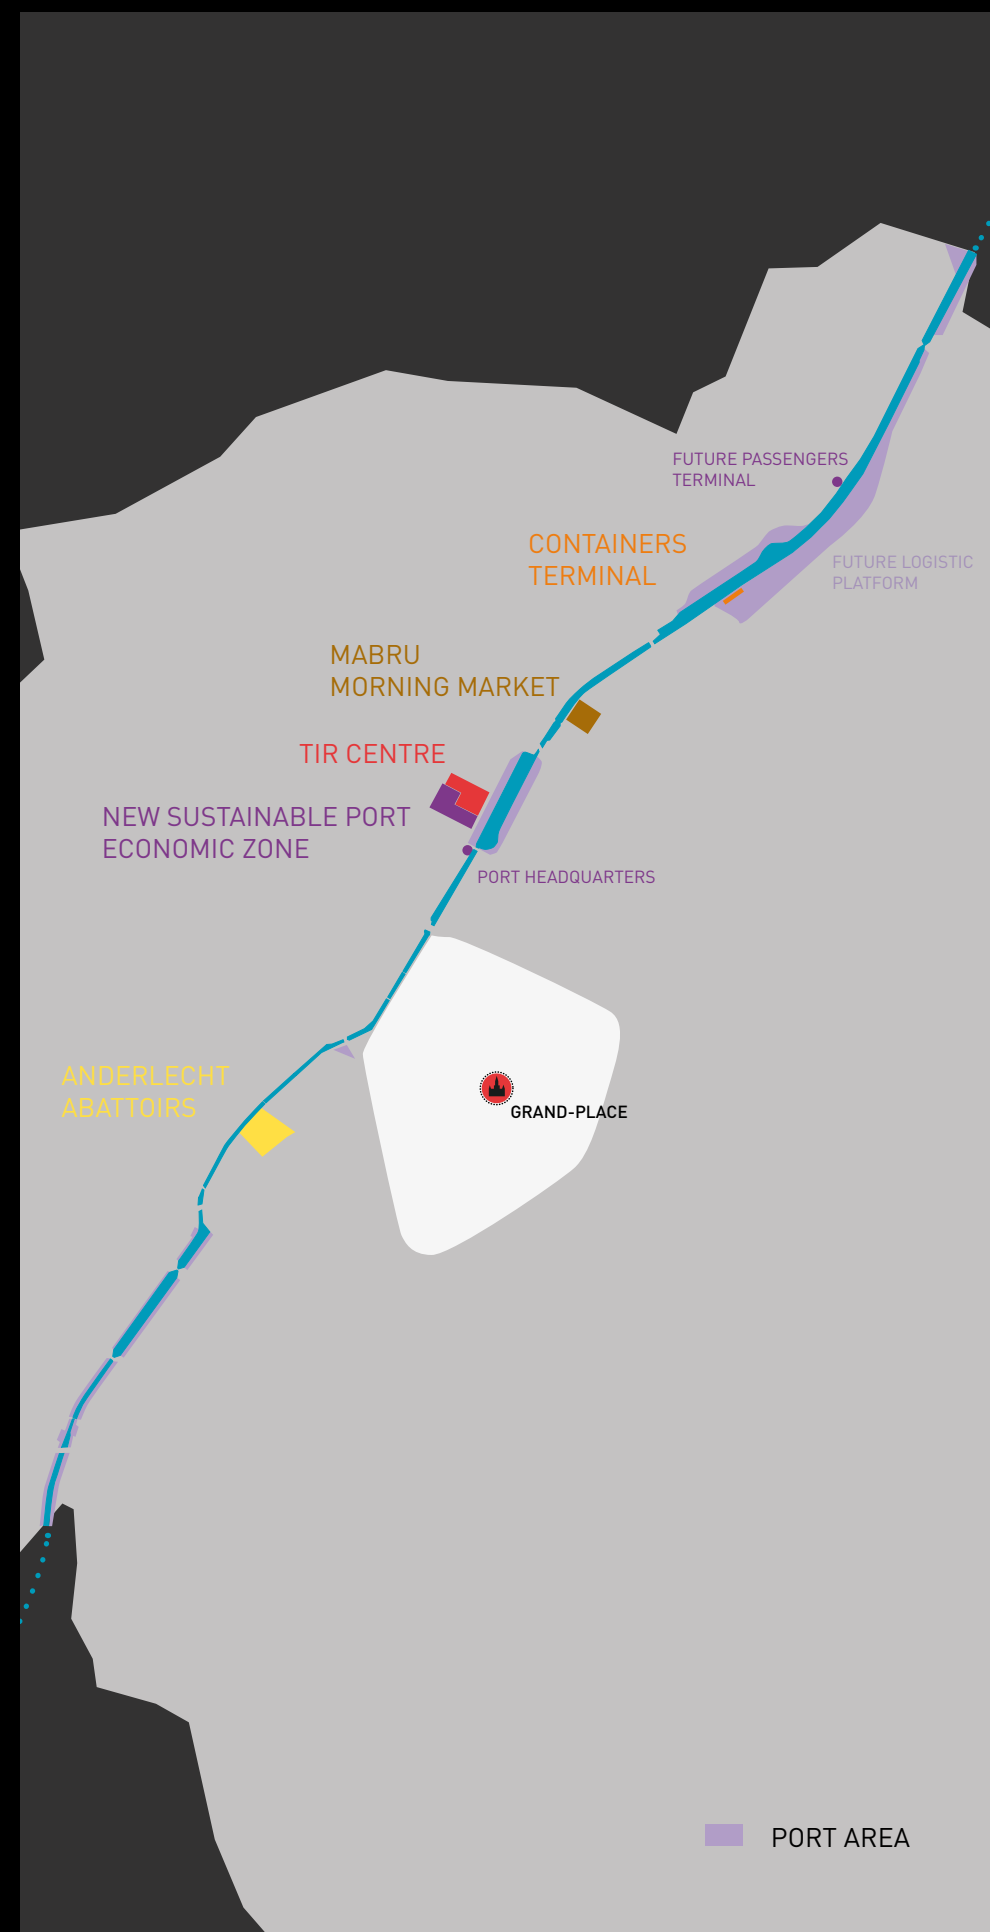 FUTURE PASSENGERS
TERMINAL
CONTAINERS
TERMINAL
FUTURE LOGISTIC
PLATFORM
MABRU
MORNING MARKET
TIR CENTRE
NEW SUSTAINABLE PORT
ECONOMIC ZONE
PORT HEADQUARTERS
ANDERLECHT
ABATTOIRS
GRAND-PLACE
PORT AREA